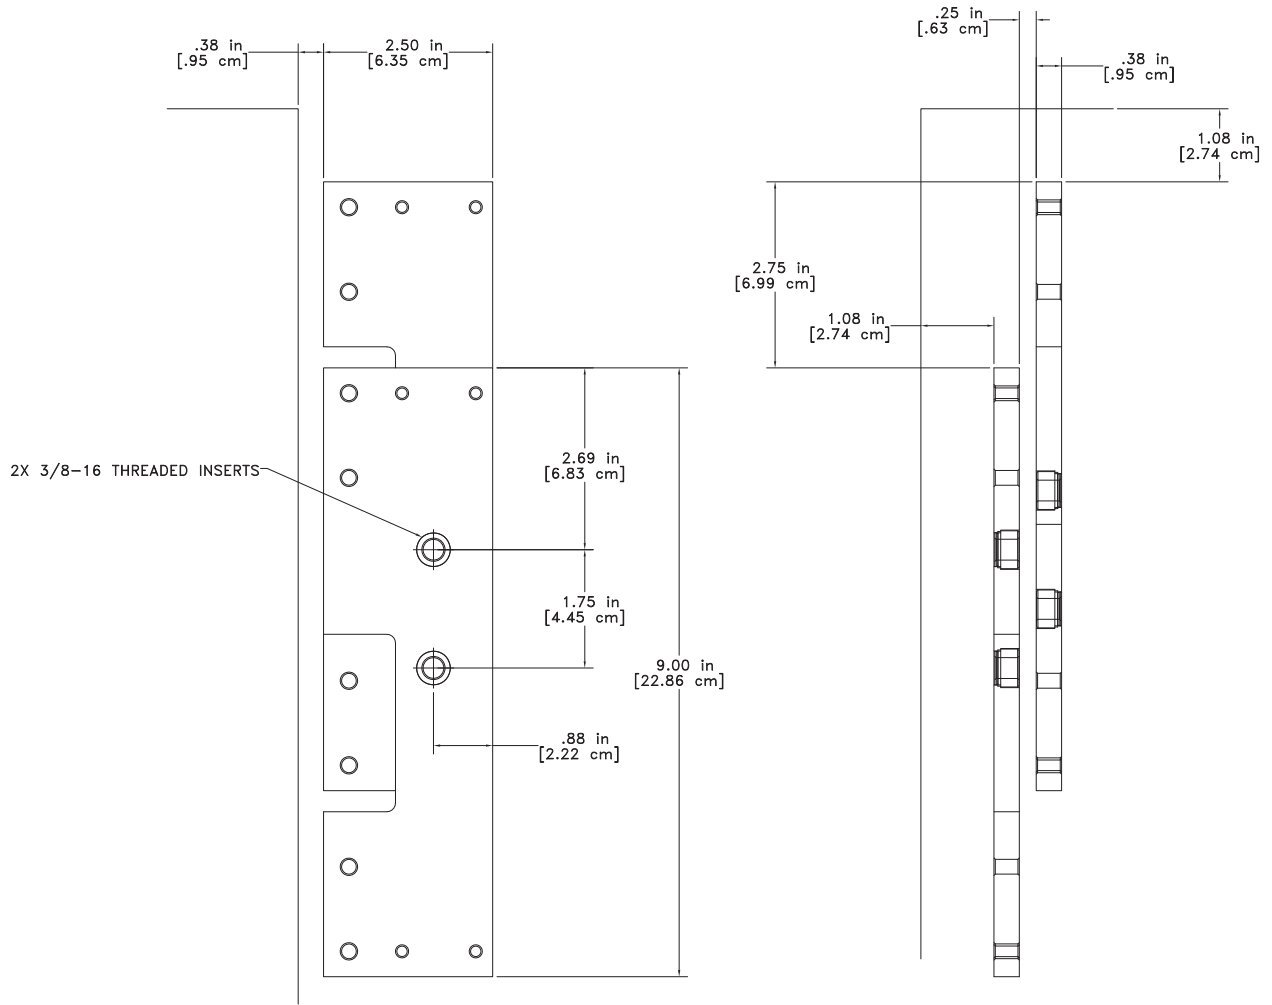 .38 in
[.95 cm]
2.50 in
[6.35 cm]
.25 in
[.63 cm]
.38 in
[.95 cm]
1.08 in
[2.74 cm]
2.75 in
[6.99 cm]
1.08 in
[2.74 cm]
2X 3/8-16 THREADED INSERTS
2.69 in
[6.83 cm]
1.75 in
[4.45 cm]
9.00 in
[22.86 cm]
.88 in
[2.22 cm]